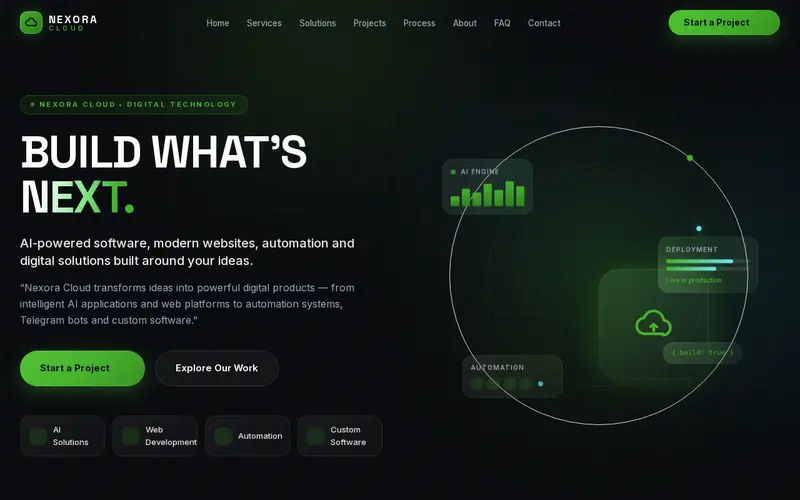 NEXORA
CLOUD
Home Services Solutions Projects Process About FAQ Contact
Start a Project
NEXORA CLOUD • DIGITAL TECHNOLOGY
BUILD WHAT'S
NEXT.
AI-powered software, modern websites, automation and
digital solutions built around your ideas.
"Nexora Cloud transforms ideas into powerful digital products — from
intelligent AI applications and web platforms to automation systems,
Telegram bots and custom software."
Start a Project
Explore Our Work
AI
Solutions
Web
Development
Automation
Custom
Software
AI ENGINE
DEPLOYMENT
Live in production
{ build: true }
AUTOMATION